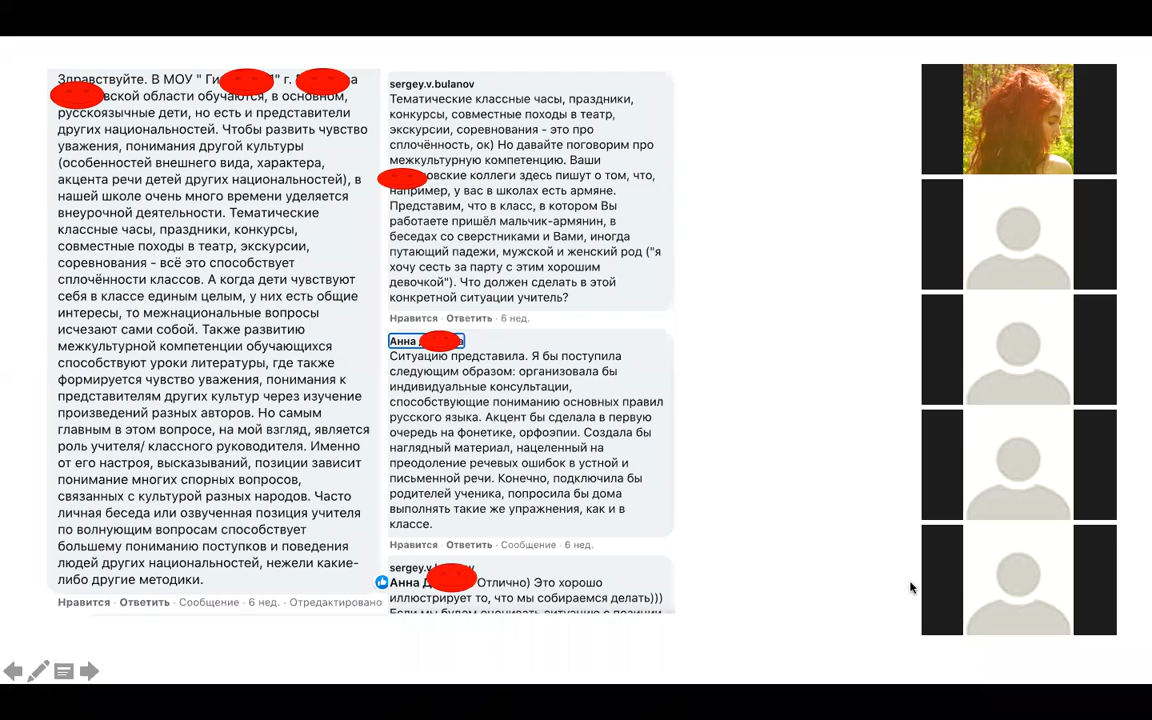 Здравствуйте. В МОУ " Ги " г. а
вской области обучаются, в основном,
русскоязычные дети, но есть и представители
других национальностей. Чтобы развить чувство
уважения, понимания другой культуры
(особенностей внешнего вида, характера,
акцента речи детей других национальностей), в
нашей школе очень много времени уделяется
внеурочной деятельности. Тематические
классные часы, праздники, конкурсы,
совместные походы в театр, экскурсии,
соревнования - всё это способствует
сплочённости классов. А когда дети чувствуют
себя в классе единым целым, у них есть общие
интересы, то межнациональные вопросы
исчезают сами собой. Также развитию
межкультурной компетенции обучающихся
способствуют уроки литературы, где также
формируется чувство уважения, понимания к
представителям других культур через изучение
произведений разных авторов. Но самым
главным в этом вопросе, на мой взгляд, является
роль учителя/ классного руководителя. Именно
от его настроя, высказываний, позиции зависит
понимание многих спорных вопросов,
связанных с культурой разных народов. Часто
личная беседа или озвученная позиция учителя
по волнующим вопросам способствует
большему пониманию поступков и поведения
людей других национальностей, нежели какие-
либо другие методики.
Нравится · Ответить · Сообщение · 6 нед. · Отредактировано
sergey.v.bulanov
Тематические классные часы, праздники,
конкурсы, совместные походы в театр,
экскурсии, соревнования - это про
сплочённость, ок) Но давайте поговорим про
межкультурную компетенцию. Ваши
овские коллеги здесь пишут о том, что,
например, у вас в школах есть армяне.
Представим, что в класс, в котором Вы
работаете пришёл мальчик-армянин, в
беседах со сверстниками и Вами, иногда
путающий падежи, мужской и женский род ("я
хочу сесть за парту с этим хорошим
девочкой"). Что должен сделать в этой
конкретной ситуации учитель?
Нравится · Ответить · 6 нед.
Анна
Ситуацию представила. Я бы поступила
следующим образом: организовала бы
индивидуальные консультации,
способствующие пониманию основных правил
русского языка. Акцент бы сделала в первую
очередь на фонетике, орфоэпии. Создала бы
наглядный материал, нацеленный на
преодоление речевых ошибок в устной и
письменной речи. Конечно, подключила бы
родителей ученика, попросила бы дома
выполнять такие же упражнения, как и в
классе.
Нравится · Ответить · Сообщение · 6 нед.
sergey.v.
Анна Д Отлично) Это хорошо
иллюстрирует то, что мы собираемся делать)))
Если мы будем оценивать ситуацию с позиции